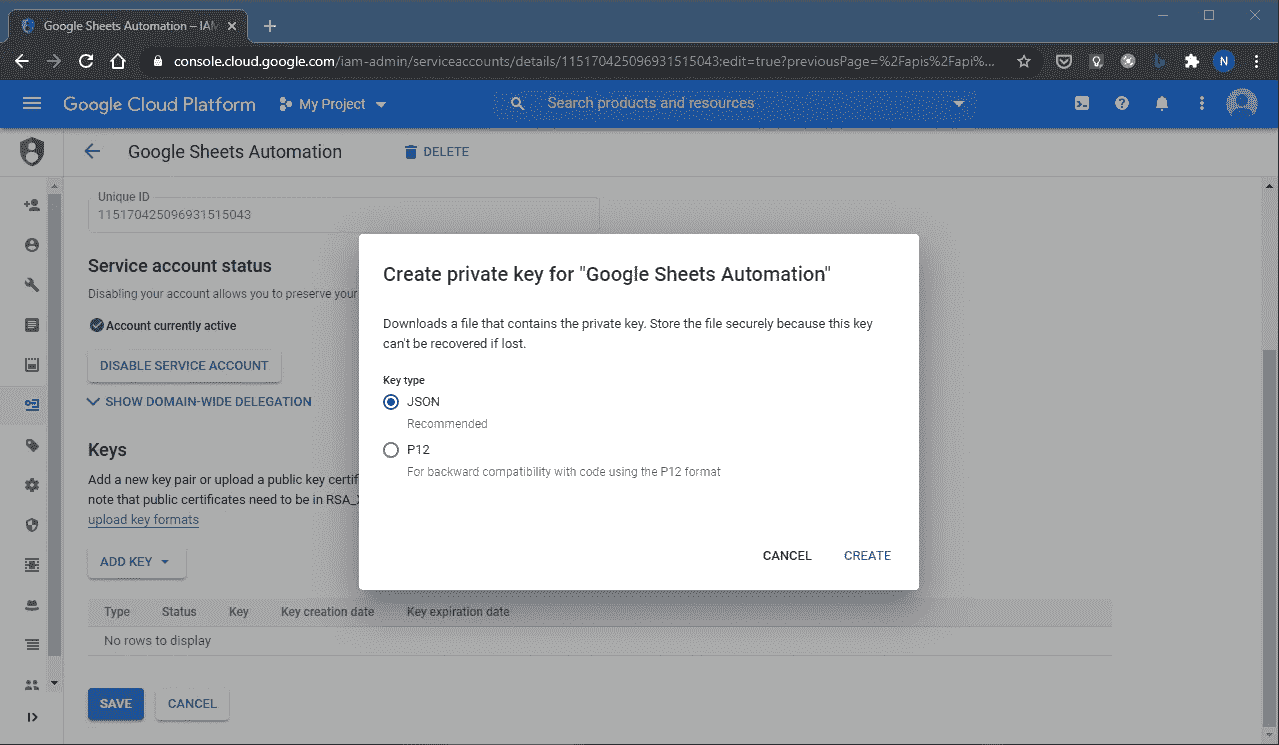 Google Sheets Automation – IAM
console.cloud.google.com/iam-admin/serviceaccounts/details/115170425096931515043;edit=true?previousPage=%2Fapis%2Fapi%...
N
Google Cloud Platform
My Project
Search products and resources
Google Sheets Automation
DELETE
Unique ID
115170425096931515043
Service account status
Disabling your account allows you to preserve your
Account currently active
DISABLE SERVICE ACCOUNT
SHOW DOMAIN-WIDE DELEGATION
Keys
Add a new key pair or upload a public key certif
note that public certificates need to be in RSA_X
upload key formats
ADD KEY
Type Status Key Key creation date Key expiration date
No rows to display
SAVE CANCEL
Create private key for "Google Sheets Automation"
Downloads a file that contains the private key. Store the file securely because this key
can't be recovered if lost.
Key type
JSON
Recommended
P12
For backward compatibility with code using the P12 format
CANCEL CREATE